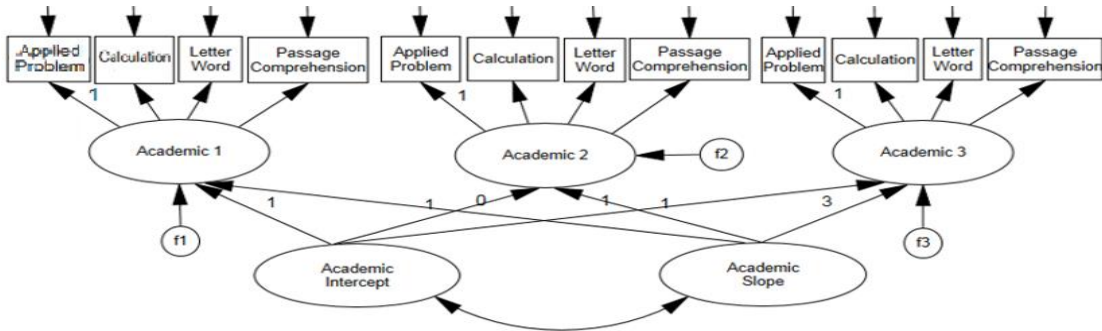 Applied
Problem
Calculation
Letter
Word
Passage
Comprehension
Applied
Problem
Calculation
Letter
Word
Passage
Comprehension
Applied
Problem
Calculation
Letter
Word
Passage
Comprehension
1
1
1
Academic 1
Academic 2
f2
Academic 3
1
1
0
1
1
3
f1
f3
Academic
Intercept
Academic
Slope